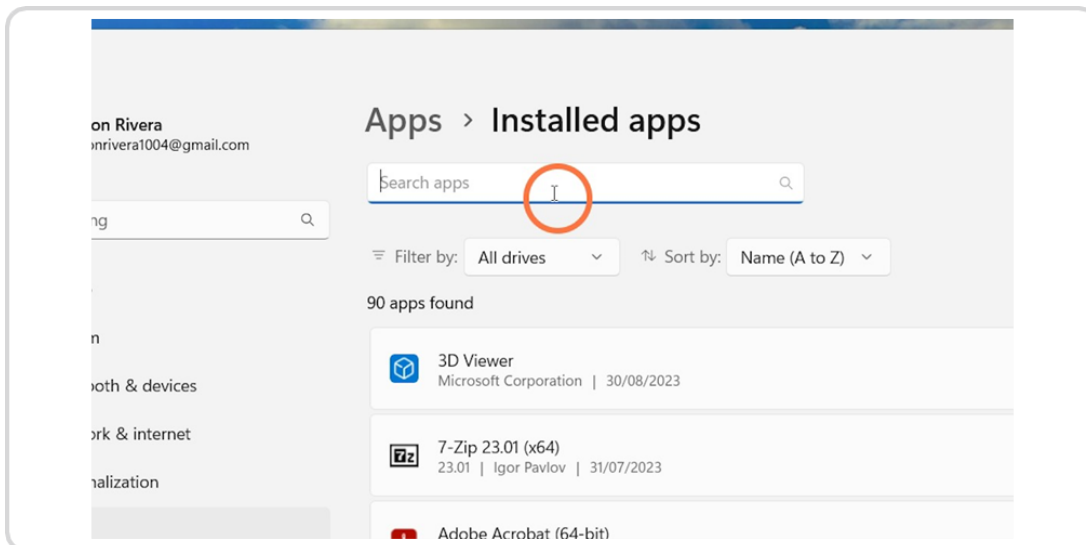 on Rivera
onrivera1004@gmail.com
ng
m
ooth & devices
ork & internet
nalization
Apps > Installed apps
Search apps
Filter by: All drives Sort by: Name (A to Z)
90 apps found
3D Viewer
Microsoft Corporation | 30/08/2023
7z
7-Zip 23.01 (x64)
23.01 | Igor Pavlov | 31/07/2023
Adobe Acrobat (64-bit)